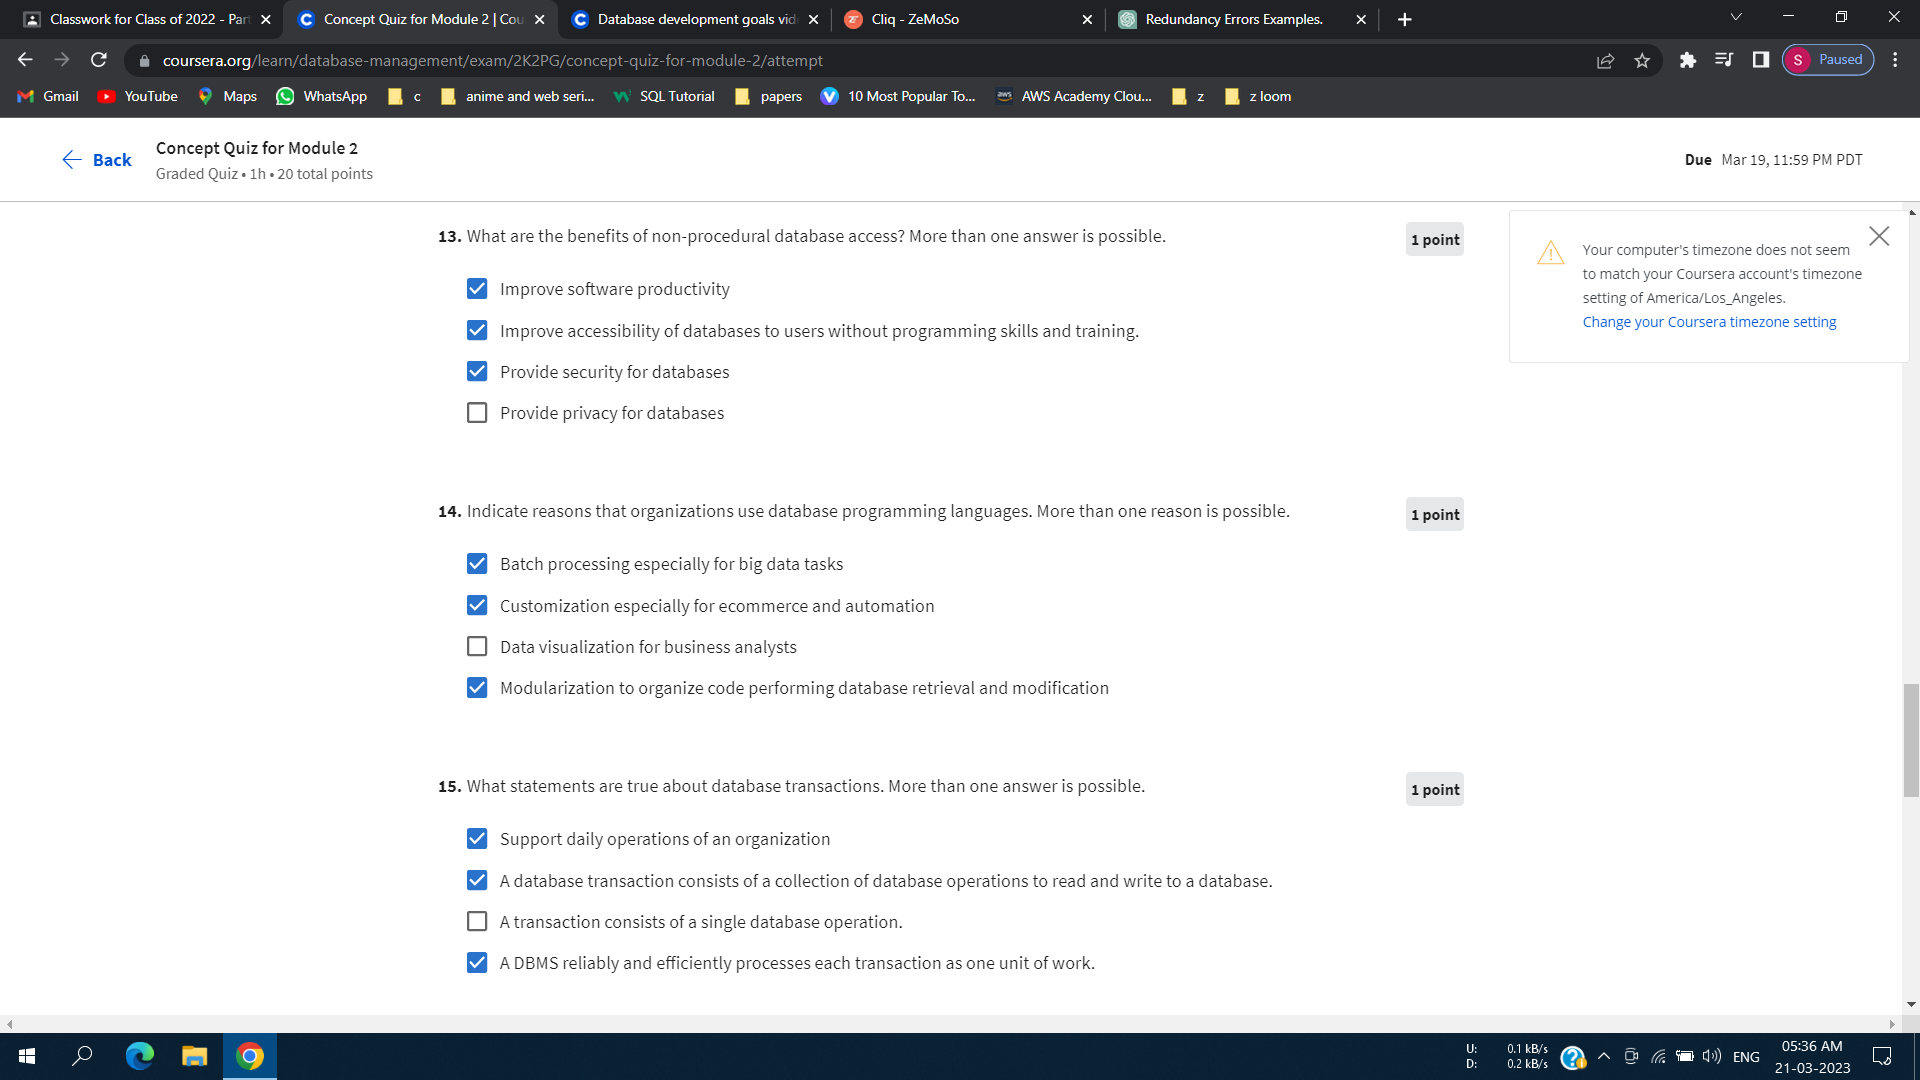 Classwork for Class of 2022 - Part
Concept Quiz for Module 2 | Cou
Database development goals vid
Cliq - ZeMoSo
Redundancy Errors Examples.
coursera.org/learn/database-management/exam/2K2PG/concept-quiz-for-module-2/attempt
S Paused
Gmail YouTube Maps WhatsApp c anime and web seri... SQL Tutorial papers 10 Most Popular To... AWS Academy Clou... z z loom
Back
Concept Quiz for Module 2
Graded Quiz • 1h • 20 total points
Due Mar 19, 11:59 PM PDT
Your computer's timezone does not seem
to match your Coursera account's timezone
setting of America/Los_Angeles.
Change your Coursera timezone setting
13. What are the benefits of non-procedural database access? More than one answer is possible.
1 point
Improve software productivity
Improve accessibility of databases to users without programming skills and training.
Provide security for databases
Provide privacy for databases
14. Indicate reasons that organizations use database programming languages. More than one reason is possible.
1 point
Batch processing especially for big data tasks
Customization especially for ecommerce and automation
Data visualization for business analysts
Modularization to organize code performing database retrieval and modification
15. What statements are true about database transactions. More than one answer is possible.
1 point
Support daily operations of an organization
A database transaction consists of a collection of database operations to read and write to a database.
A transaction consists of a single database operation.
A DBMS reliably and efficiently processes each transaction as one unit of work.
U: 0.1 kB/s
D: 0.2 kB/s
ENG
05:36 AM
21-03-2023